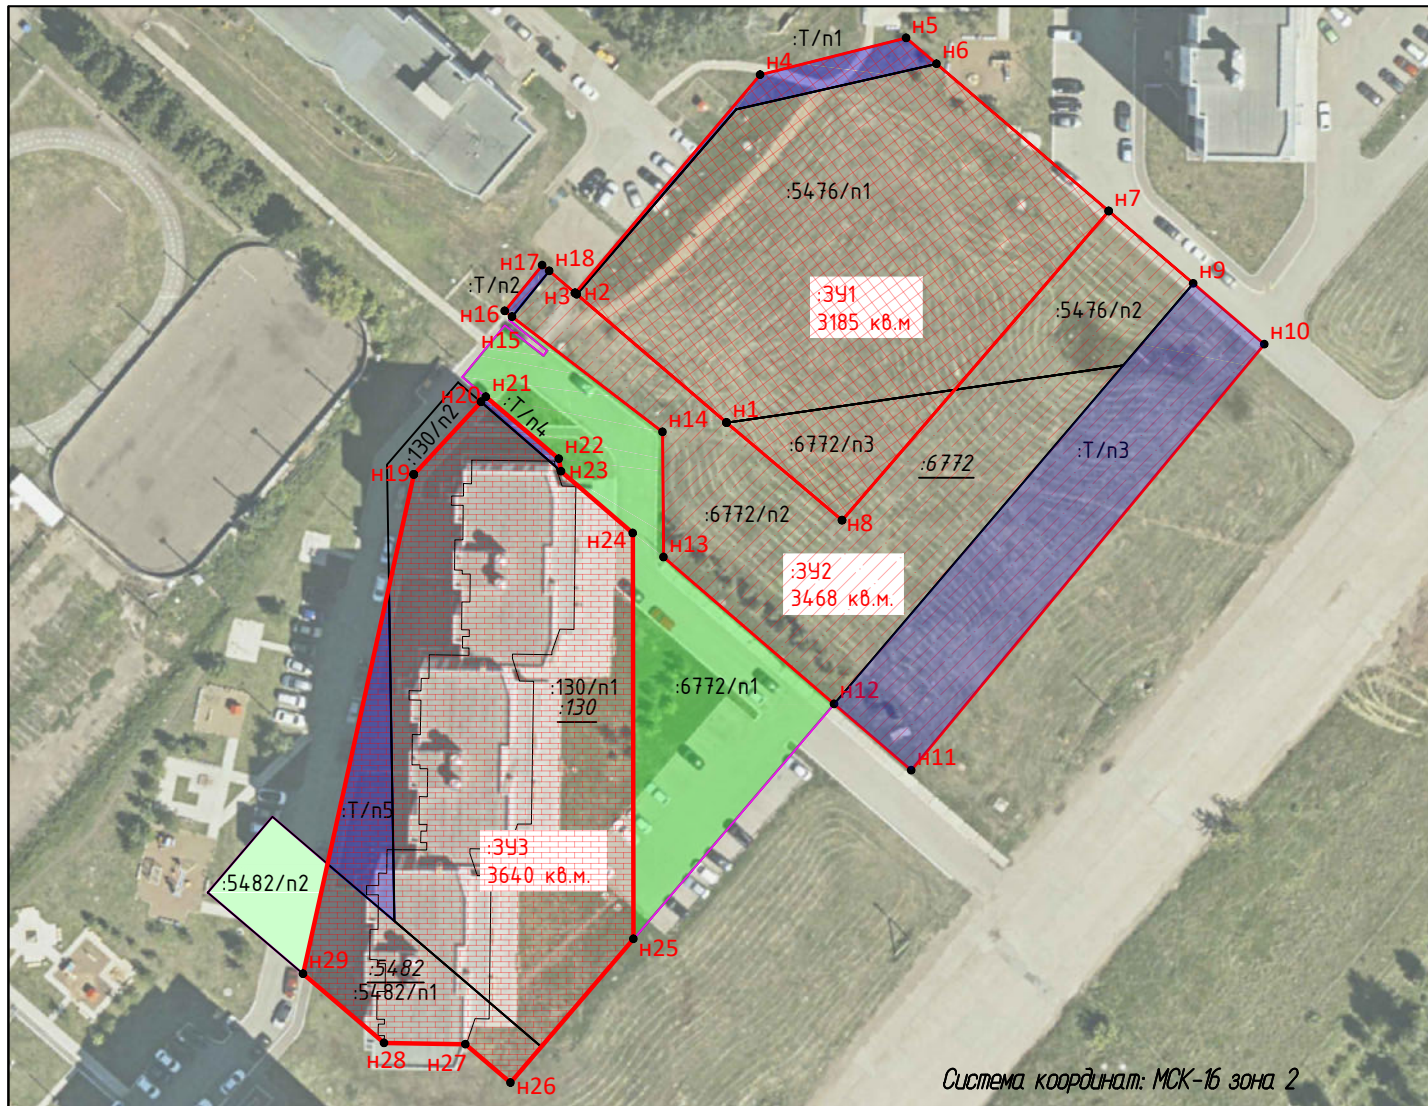 :Т/п1
н5
н4
н6
:5476/п1
н7
н17
н18
н9
:Т/п2
н3
н2
:ЗУ1
3185 кв.м
:5476/п2
н16
н15
н10
н21
н20
:Т/п4
н1
н14
:130/п2
н22
:6772/п3
:6772
:Т/п3
н19
н23
:6772/п2
н8
н24
н13
:ЗУ2
3468 кв.м.
:130/п1
:130
:6772/п1
н12
н11
:Т/п5
:ЗУ3
3640 кв.м.
:5482/п2
н25
н29
:5482
:5482/п1
н28
н27
н26
Система координат: МСК-16 зона 2